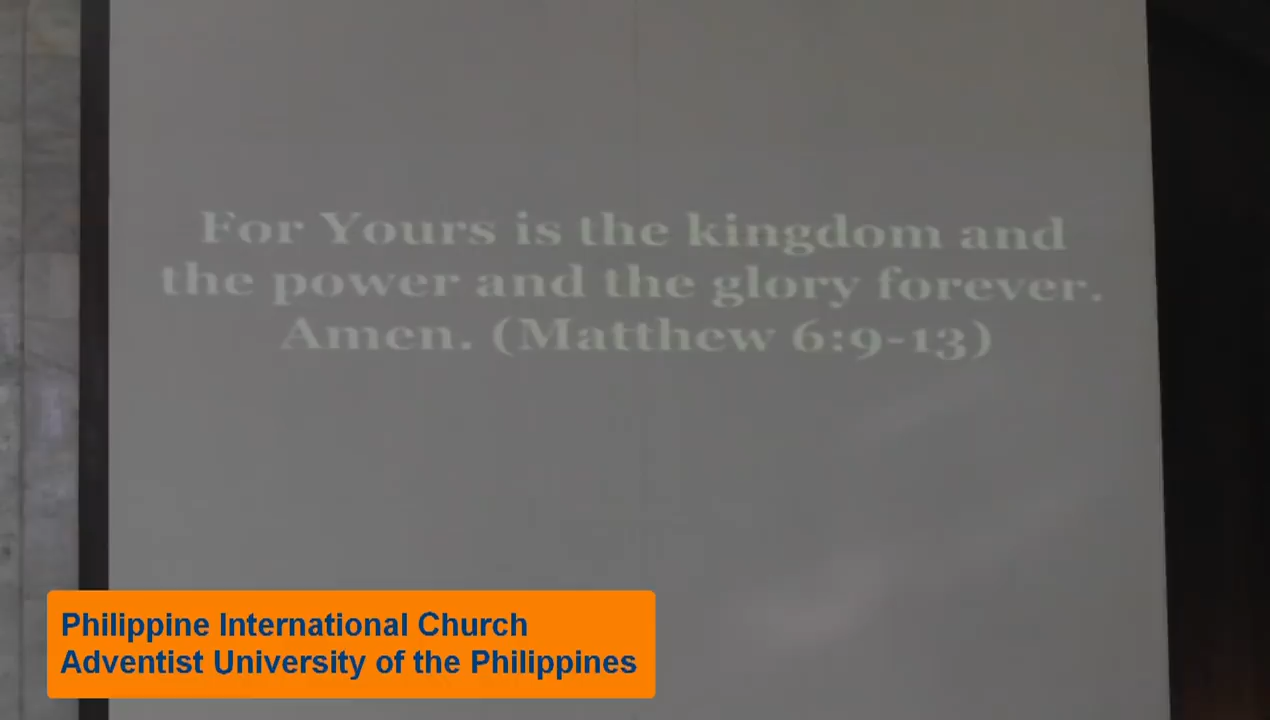 For Yours is the kingdom and
the power and the glory forever.
Amen. (Matthew 6:9-13)
Philippine International Church
Adventist University of the Philippines